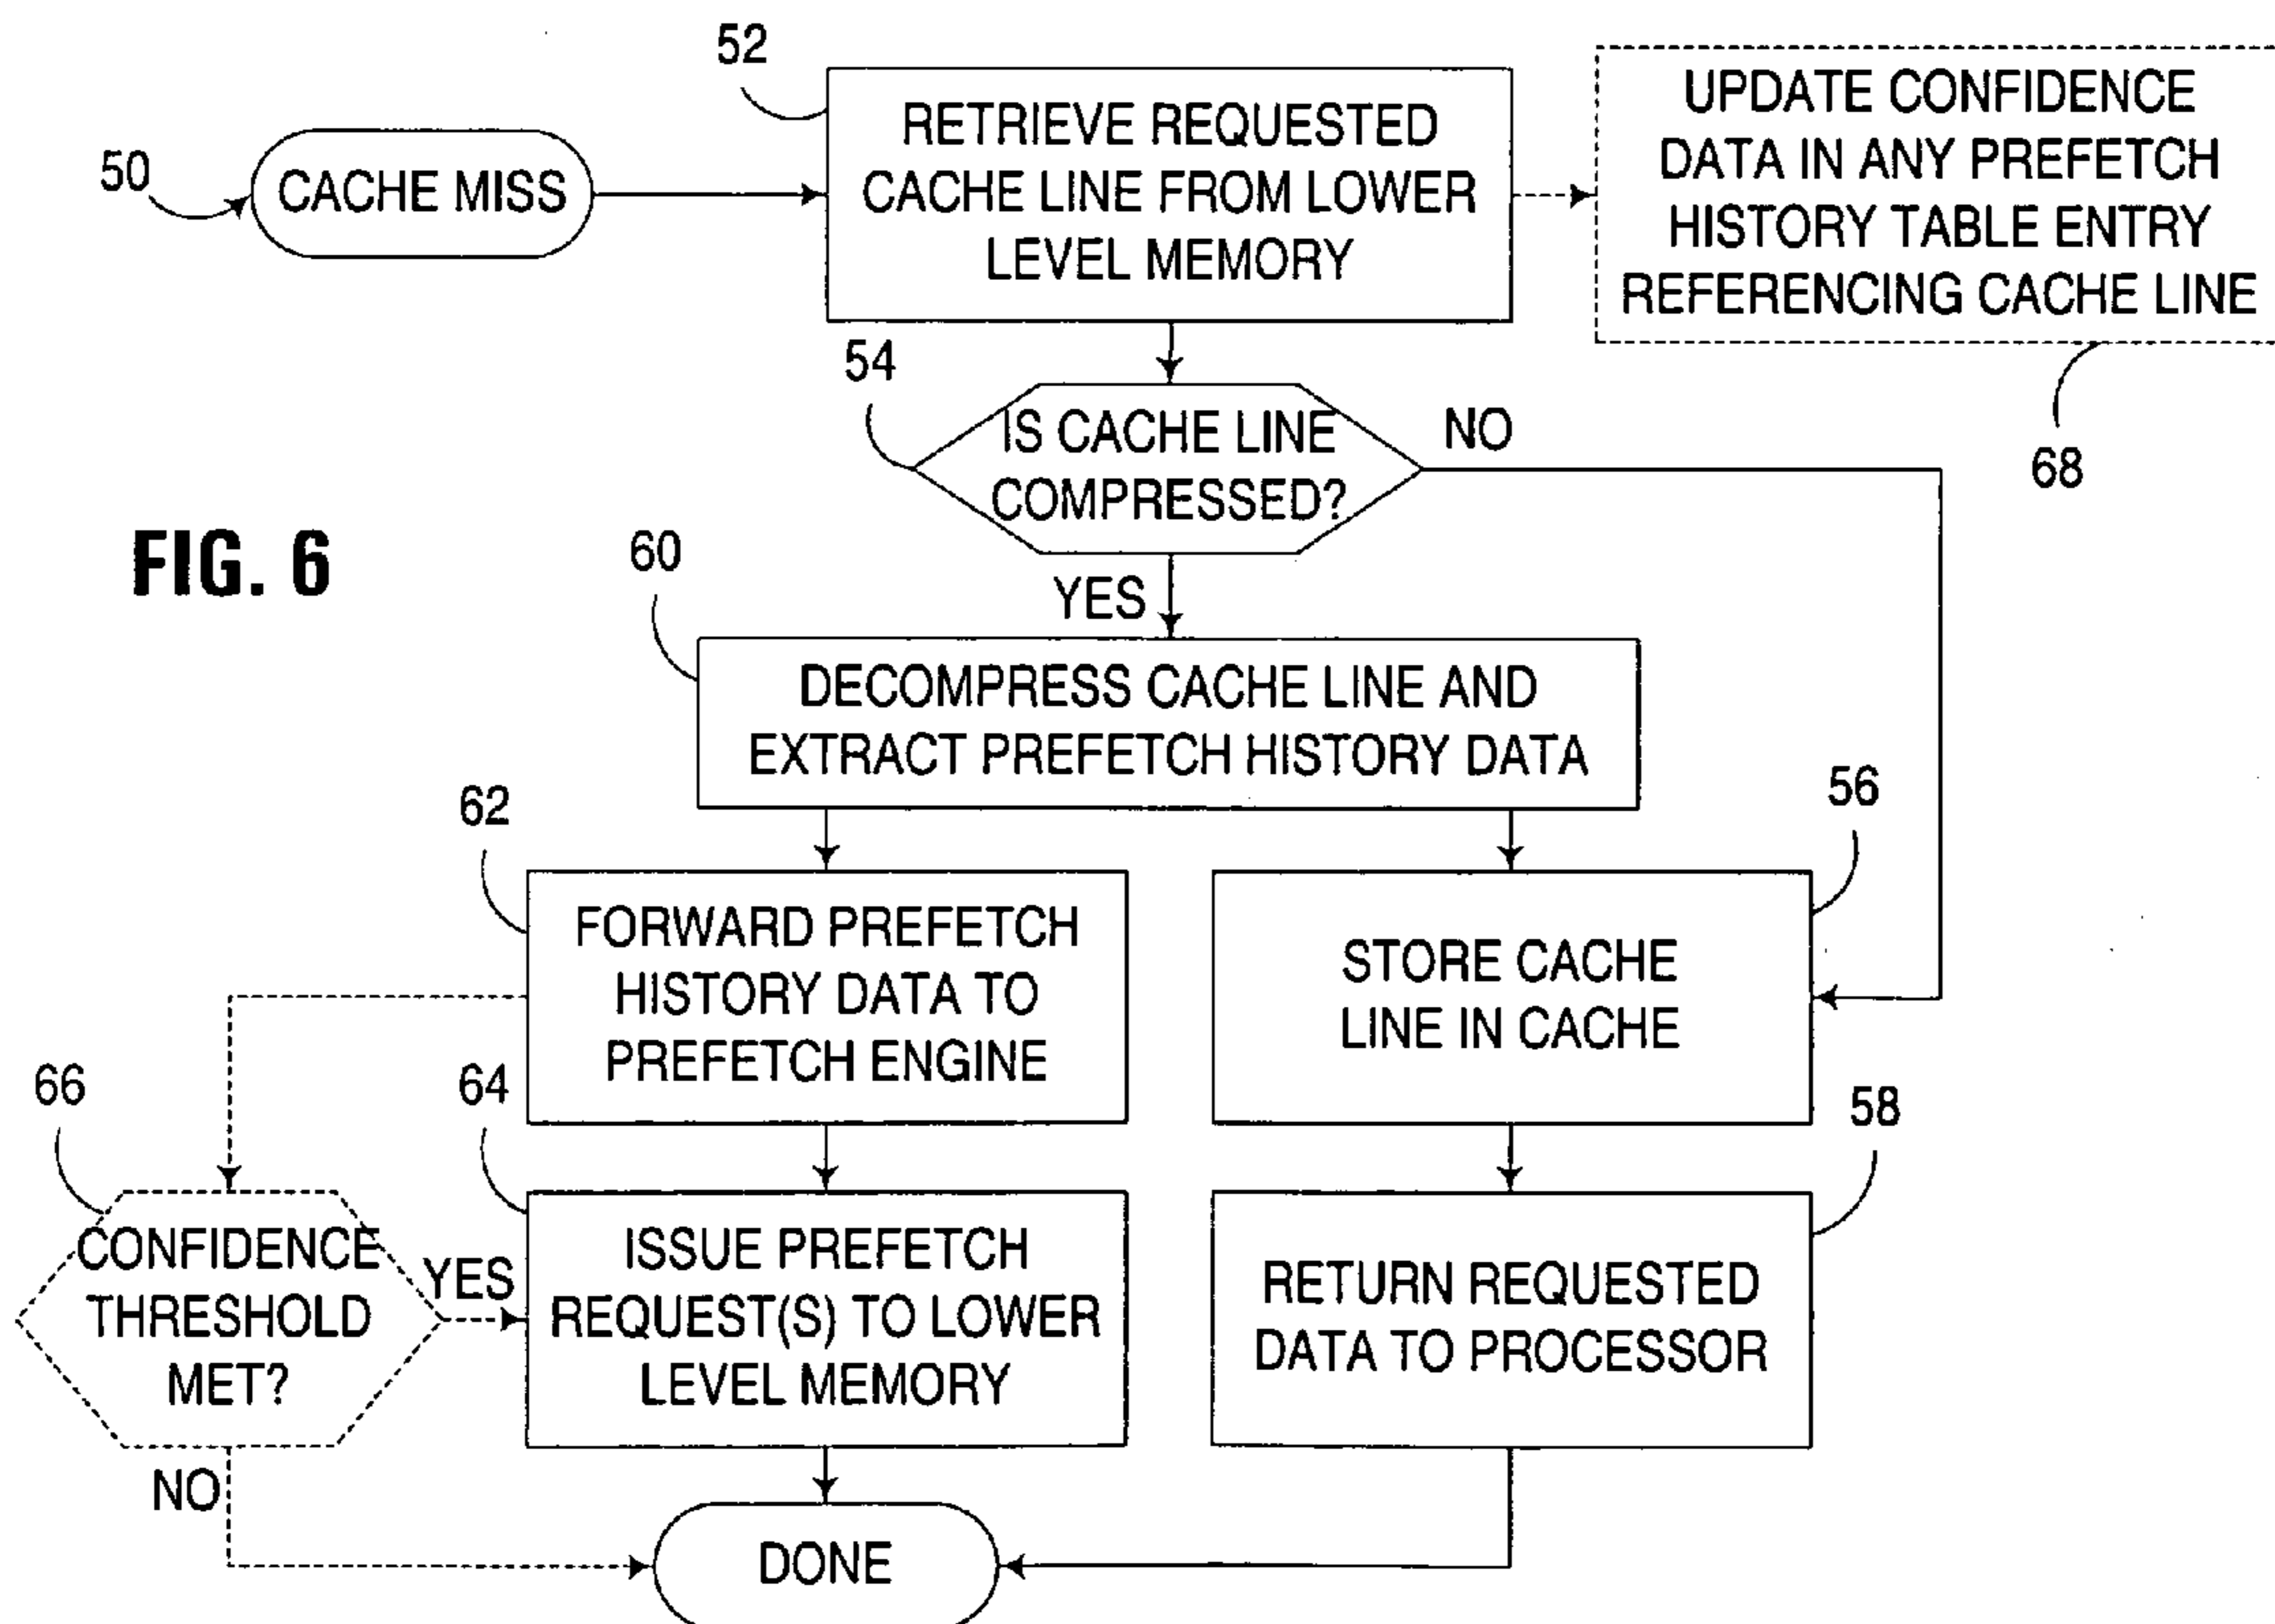 52
RETRIEVE REQUESTED
CACHE LINE FROM LOWER
LEVEL MEMORY
UPDATE CONFIDENCE
DATA IN ANY PREFETCH
HISTORY TABLE ENTRY
REFERENCING CACHE LINE
50
CACHE MISS
54
IS CACHE LINE
COMPRESSED?
NO
68
FIG. 6
60
YES
DECOMPRESS CACHE LINE AND
EXTRACT PREFETCH HISTORY DATA
62
56
FORWARD PREFETCH
HISTORY DATA TO
PREFETCH ENGINE
STORE CACHE
LINE IN CACHE
66
64
58
CONFIDENCE
THRESHOLD
MET?
YES
ISSUE PREFETCH
REQUEST(S) TO LOWER
LEVEL MEMORY
RETURN REQUESTED
DATA TO PROCESSOR
NO
DONE